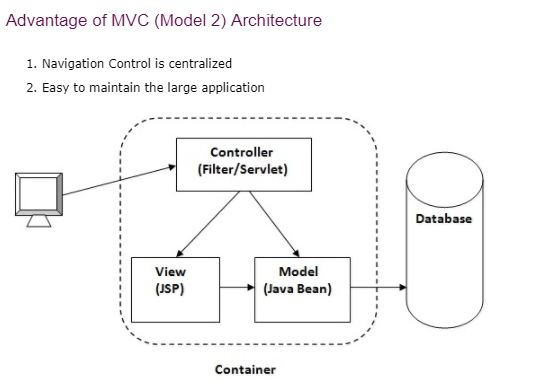 Advantage of MVC (Model 2) Architecture
1. Navigation Control is centralized
2. Easy to maintain the large application
Controller
(Filter/Servlet)
Database
View
(JSP)
Model
(Java Bean)
Container